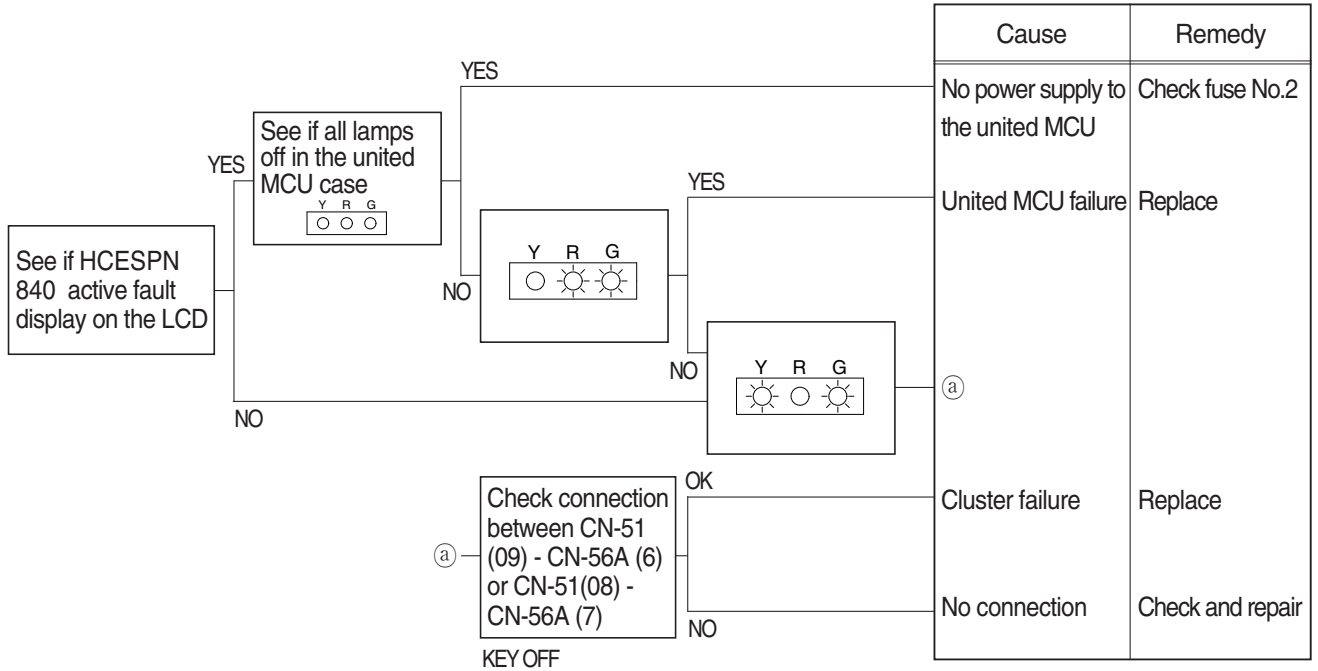 Cause
Remedy
YES
No power supply to
the united MCU
Check fuse No.2
See if all lamps
off in the united
MCU case
Y R G
YES
YES
United MCU failure
Replace
See if HCESPN
840 active fault
display on the LCD
Y R G
NO
NO
Y R G
ⓐ
NO
OK
Check connection
between CN-51
(09) - CN-56A (6)
or CN-51(08) -
CN-56A (7)
ⓐ
Cluster failure
Replace
No connection
Check and repair
NO
KEY OFF